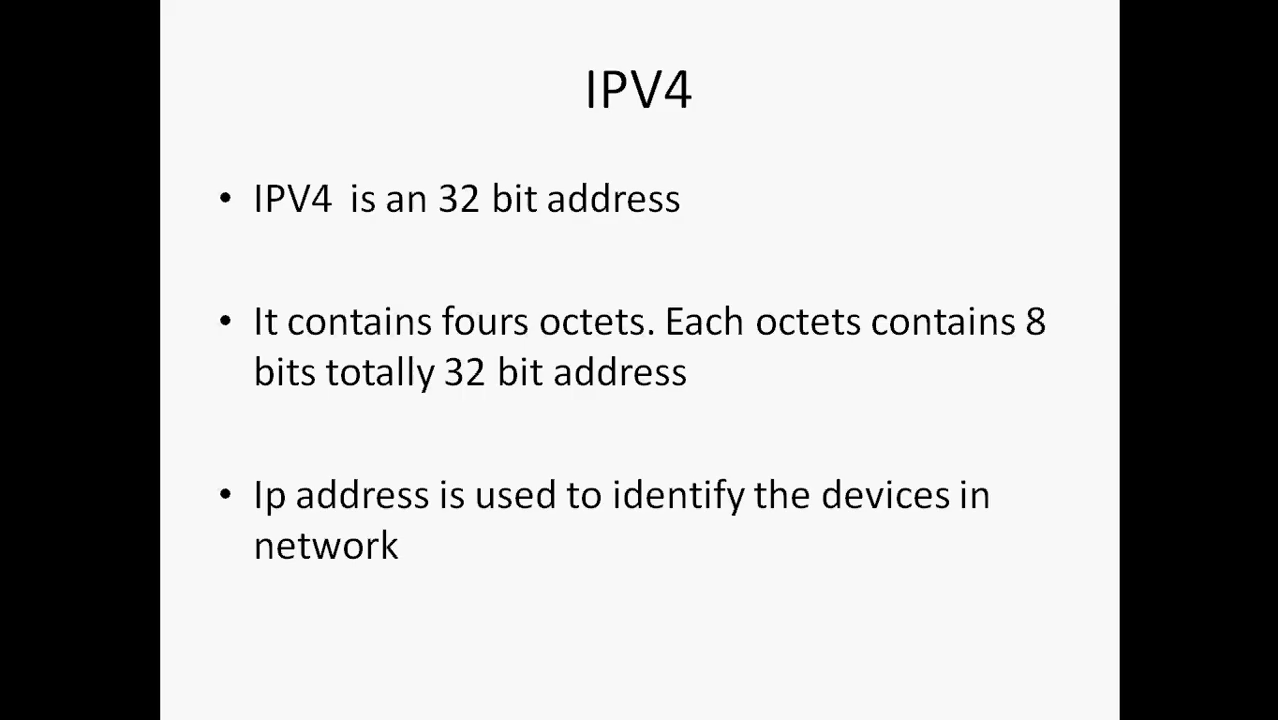 IPV4
• IPV4 is an 32 bit address
• It contains fours octets. Each octets contains 8
bits totally 32 bit address
• Ip address is used to identify the devices in
network